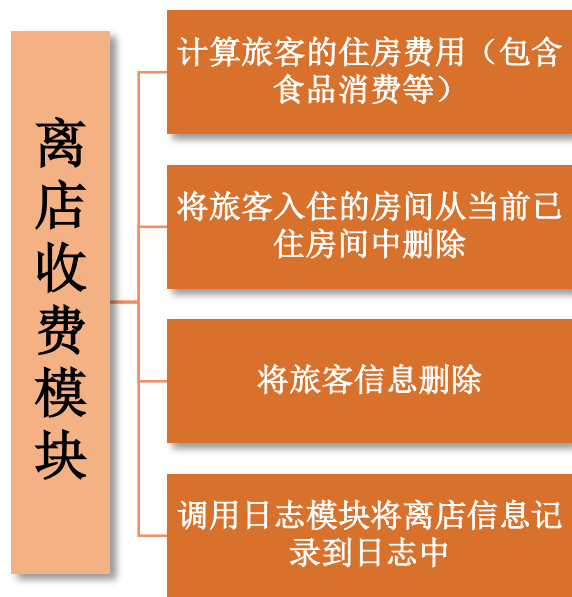 离店收费模块
计算旅客的住房费用（包含
食品消费等）
将旅客入住的房间从当前已
住房间中删除
将旅客信息删除
调用日志模块将离店信息记
录到日志中